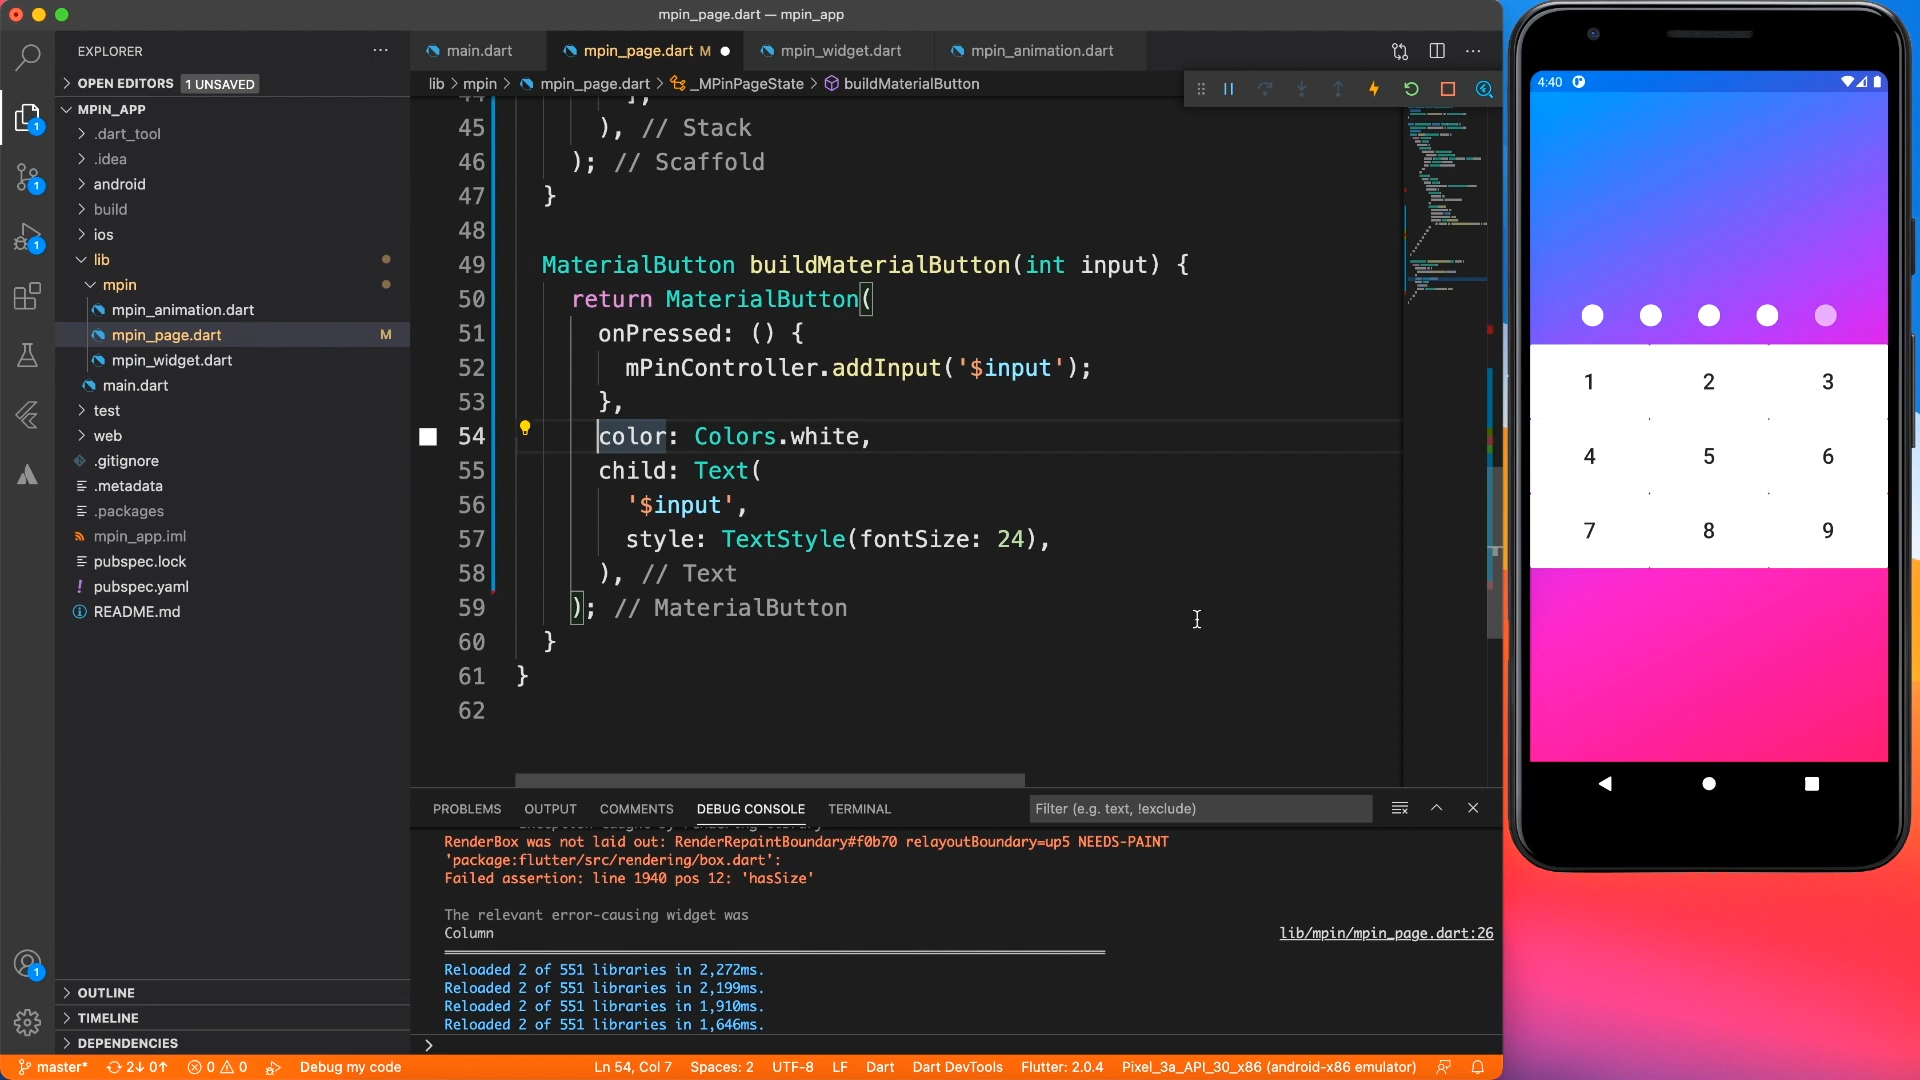 mpin_page.dart — mpin_app
EXPLORER
OPEN EDITORS 1 UNSAVED
MPIN_APP
.dart_tool
.idea
android
build
ios
lib
mpin
mpin_animation.dart
mpin_page.dart M
mpin_widget.dart
main.dart
test
web
.gitignore
.metadata
.packages
mpin_app.iml
pubspec.lock
pubspec.yaml
README.md
OUTLINE
TIMELINE
DEPENDENCIES
1
1
1
1
main.dart
mpin_page.dart M
mpin_widget.dart
mpin_animation.dart
lib > mpin > mpin_page.dart > _MPinPageState > buildMaterialButton
44 ],
45 ), // Stack
46 ); // Scaffold
47 }
48
49 MaterialButton buildMaterialButton(int input) {
50 return MaterialButton(
51 onPressed: () {
52 mPinController.addInput('$input');
53 },
54 color: Colors.white,
55 child: Text(
56 '$input',
57 style: TextStyle(fontSize: 24),
58 ), // Text
59 ); // MaterialButton
60 }
61 }
62
PROBLEMS OUTPUT COMMENTS DEBUG CONSOLE TERMINAL
Filter (e.g. text, !exclude)
RenderBox was not laid out: RenderRepaintBoundary#f0b70 relayoutBoundary=up5 NEEDS-PAINT
'package:flutter/src/rendering/box.dart':
Failed assertion: line 1940 pos 12: 'hasSize'
The relevant error-causing widget was
Column lib/mpin/mpin_page.dart:26
Reloaded 2 of 551 libraries in 2,272ms.
Reloaded 2 of 551 libraries in 2,199ms.
Reloaded 2 of 551 libraries in 1,910ms.
Reloaded 2 of 551 libraries in 1,646ms.
master* 2↓ 0↑ 0 0 Debug my code Ln 54, Col 7 Spaces: 2 UTF-8 LF Dart Dart DevTools Flutter: 2.0.4 Pixel_3a_API_30_x86 (android-x86 emulator)
4:40
1 2 3
4 5 6
7 8 9